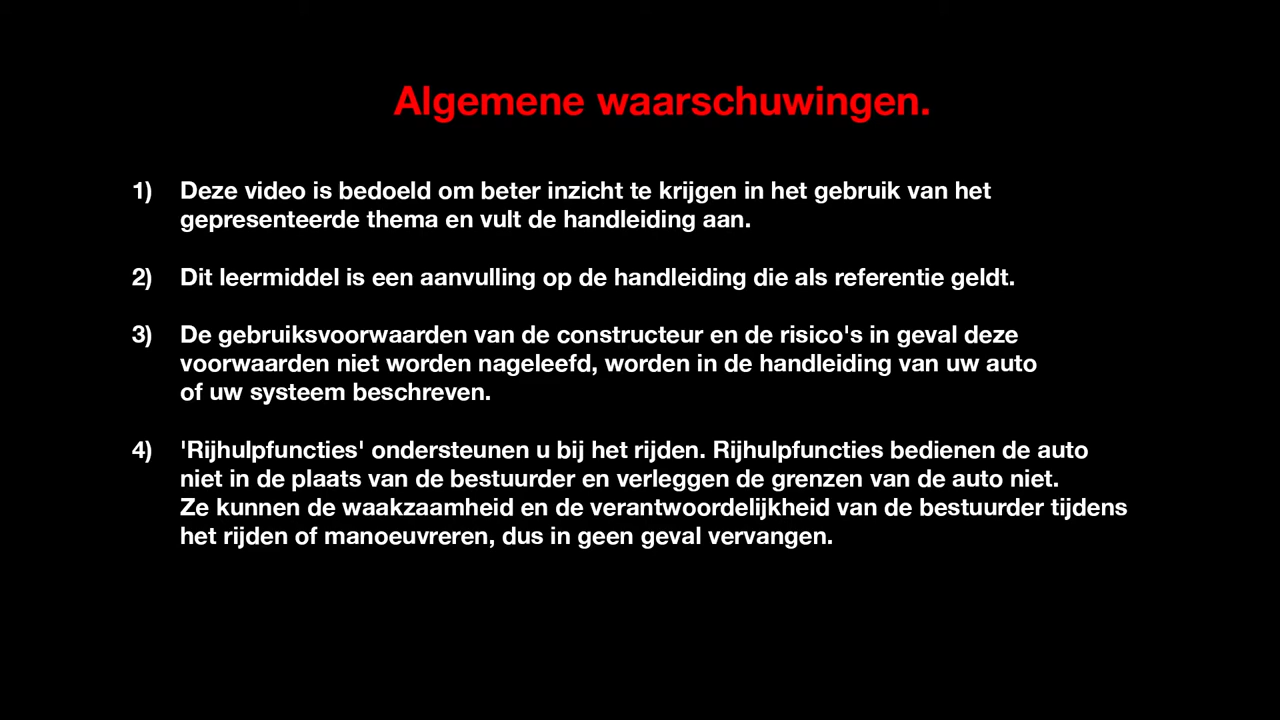 Algemene waarschuwingen.
1) Deze video is bedoeld om beter inzicht te krijgen in het gebruik van het
gepresenteerde thema en vult de handleiding aan.
2) Dit leermiddel is een aanvulling op de handleiding die als referentie geldt.
3) De gebruiksvoorwaarden van de constructeur en de risico's in geval deze
voorwaarden niet worden nageleefd, worden in de handleiding van uw auto
of uw systeem beschreven.
4) 'Rijhulpfuncties' ondersteunen u bij het rijden. Rijhulpfuncties bedienen de auto
niet in de plaats van de bestuurder en verleggen de grenzen van de auto niet.
Ze kunnen de waakzaamheid en de verantwoordelijkheid van de bestuurder tijdens
het rijden of manoeuvreren, dus in geen geval vervangen.